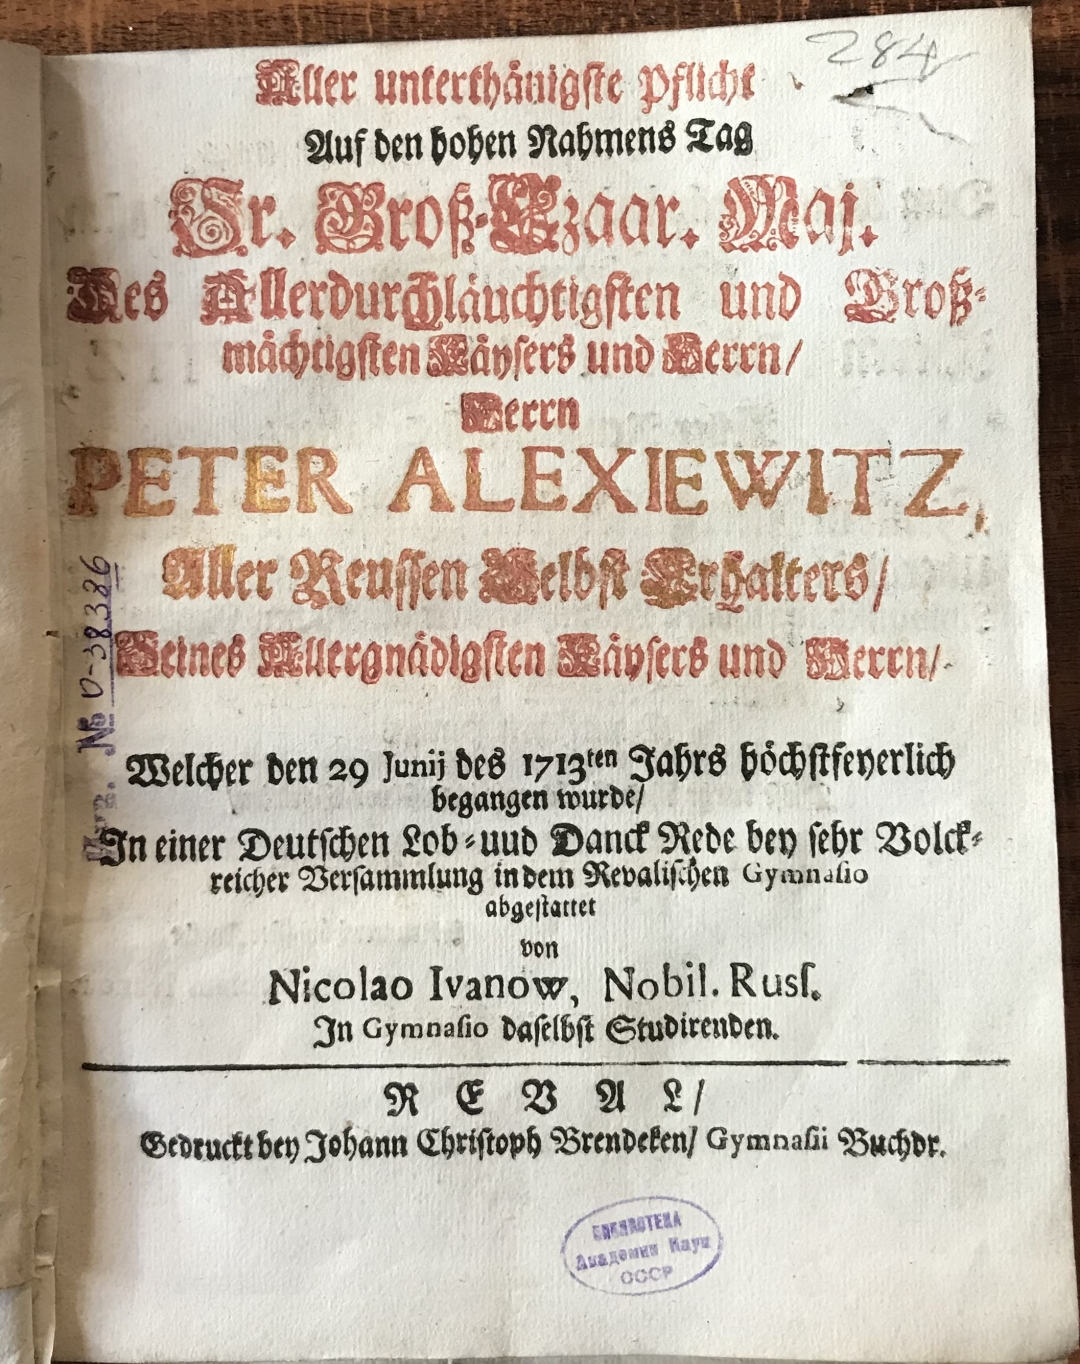 284
Aller unterthänigste Pflicht
Auf den hohen Nahmens Tag
Sr. Groß-Czaar. Maj.
Des Allerdurchläuchtigsten und Groß-
mächtigsten Käysers und Herrn/
Herrn
PETER ALEXIEWITZ,
Aller Reussen Selbst Erhalters/
Seines Allergnädigsten Käysers und Herrn/
Welcher den 29 Junij des 1713ten Jahrs höchstfeyerlich
begangen wurde/
In einer Deutschen Lob-uud Danck Rede bey sehr Volck-
reicher Versammlung in dem Revalischen Gymnasio
abgestattet
von
Nicolao Ivanow, Nobil. Russ.
In Gymnasio daselbst Studirenden.
REVAL/
Gedruckt bey Johann Christoph Brendeken/ Gymnasii Buchdr.
№ 0-38386
БИБЛИОТЕКА
Академии Наук
СССР